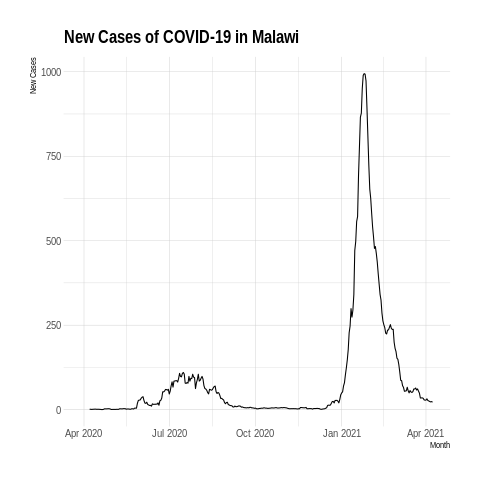 New Cases of COVID-19 in Malawi
New Cases
1000
750
500
250
0
Apr 2020 Jul 2020 Oct 2020 Jan 2021 Apr 2021
Month